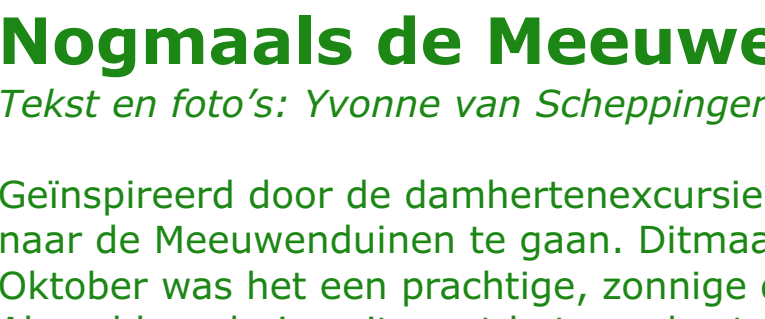 Nogmaals de Meeuwe
Tekst en foto's: Yvonne van Scheppinger
Geïnspireerd door de damhertenexcursie
naar de Meeuwenduinen te gaan. Ditmaa
Oktober was het een prachtige, zonnige